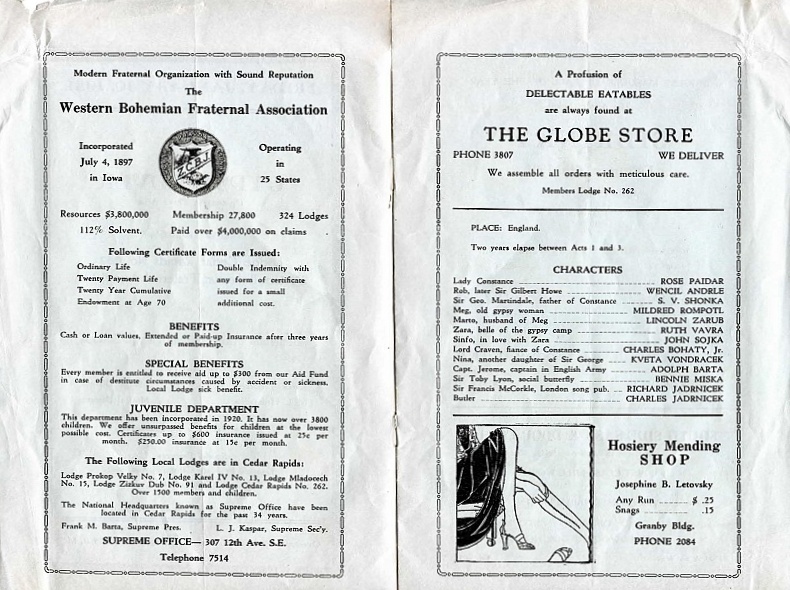 Modern Fraternal Organization with Sound Reputation
The
Western Bohemian Fraternal Association
Incorporated
July 4, 1897
in Iowa
Z.C.B.J.
Operating
in
25 States
Resources $3,800,000 Membership 27,800 324 Lodges
112% Solvent. Paid over $4,000,000 on claims .
Following Certificate Forms are Issued:
Ordinary Life
Twenty Payment Life
Twenty Year Cumulative
Endowment at Age 70
Double Indemnity with
any form of certificate
issued for a small
additional cost.
BENEFITS
Cash or Loan values, Extended or Paid-up Insurance after three years
of membership.
SPECIAL BENEFITS
Every member is entitled to receive aid up to $300 from our Aid Fund
in case of destitute circumstances caused by accident or sickness.
Local Lodge sick benefit.
JUVENILE DEPARTMENT
This department has been incorporated in 1920. It has now over 3800
children. We offer unsurpassed benefits for children at the lowest
possible cost. Certificates up to $600 insurance issued at 25c per
month. $250.00 insurance at 15c per month.
The Following Local Lodges are in Cedar Rapids:
Lodge Prokop Velky No. 7, Lodge Karel IV No. 13, Lodge Mladocech
No. 15, Lodge Zizkuv Dub No. 91 and Lodge Cedar Rapids No. 262.
Over 1500 members and children.
The National Headquarters known as Supreme Office have been
located in Cedar Rapids for the past 34 years.
Frank M. Barta, Supreme Pres. L. J. Kaspar, Supreme Sec'y.
SUPREME OFFICE— 307 12th Ave. S.E.
Telephone 7514
A Profusion of
DELECTABLE EATABLES
are always found at
THE GLOBE STORE
PHONE 3807 WE DELIVER
We assemble all orders with meticulous care.
Members Lodge No. 262
PLACE: England.
Two years elapse between Acts 1 and 3.
CHARACTERS
Lady Constance ROSE PAIDAR
Rob, later Sir Gilbert Howe WENCIL ANDRLE
Sir Geo. Martindale, father of Constance S. V. SHONKA
Meg, old gypsy woman MILDRED ROMPOTL
Marto, husband of Meg LINCOLN ZARUB
Zara, belle of the gypsy camp RUTH VAVRA
Sinfo, in love with Zara JOHN SOJKA
Lord Craven, fiance of Constance CHARLES BOHATY, Jr.
Nina, another daughter of Sir George KVETA VONDRACEK
Capt. Jerome, captain in English Army ADOLPH BARTA
Sir Toby Lyon, social butterfly BENNIE MISKA
Sir Francis McCorkle, London song pub. RICHARD JADRNICEK
Butler CHARLES JADRNICEK
Hosiery Mending
SHOP
Josephine B. Letovsky
Any Run $ .25
Snags .15
Granby Bldg.
PHONE 2084